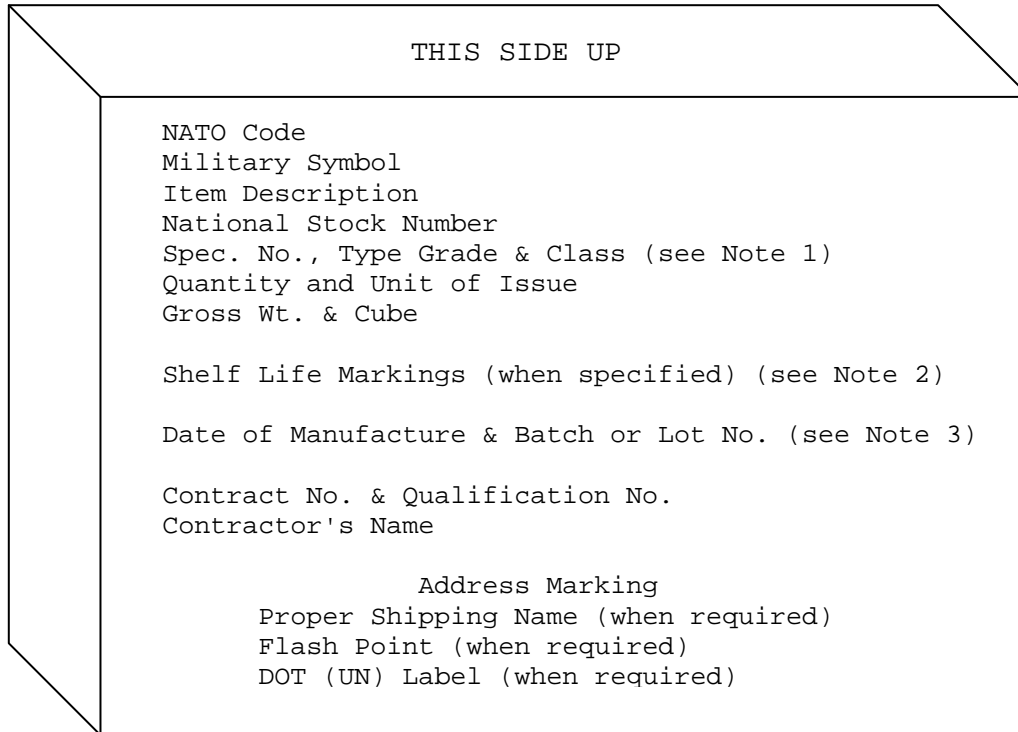 THIS SIDE UP
NATO Code
Military Symbol
Item Description
National Stock Number
Spec. No., Type Grade & Class (see Note 1)
Quantity and Unit of Issue
Gross Wt. & Cube
Shelf Life Markings (when specified) (see Note 2)
Date of Manufacture & Batch or Lot No. (see Note 3)
Contract No. & Qualification No.
Contractor's Name
Address Marking
Proper Shipping Name (when required)
Flash Point (when required)
DOT (UN) Label (when required)